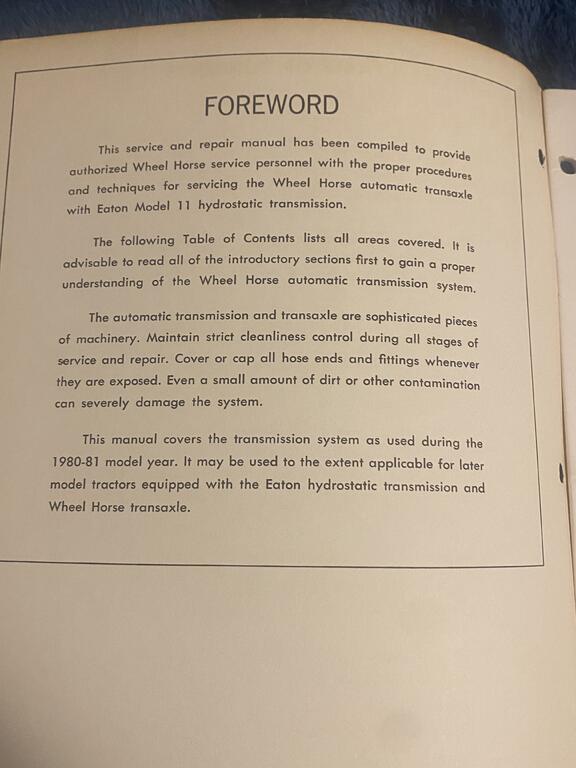 FOREWORD
This service and repair manual has been compiled to provide
authorized Wheel Horse service personnel with the proper procedures
and techniques for servicing the Wheel Horse automatic transaxle
with Eaton Model 11 hydrostatic transmission.
The following Table of Contents lists all areas covered. It is
advisable to read all of the introductory sections first to gain a proper
understanding of the Wheel Horse automatic transmission system.
The automatic transmission and transaxle are sophisticated pieces
of machinery. Maintain strict cleanliness control during all stages of
service and repair. Cover or cap all hose ends and fittings whenever
they are exposed. Even a small amount of dirt or other contamination
can severely damage the system.
This manual covers the transmission system as used during the
1980-81 model year. It may be used to the extent applicable for later
model tractors equipped with the Eaton hydrostatic transmission and
Wheel Horse transaxle.